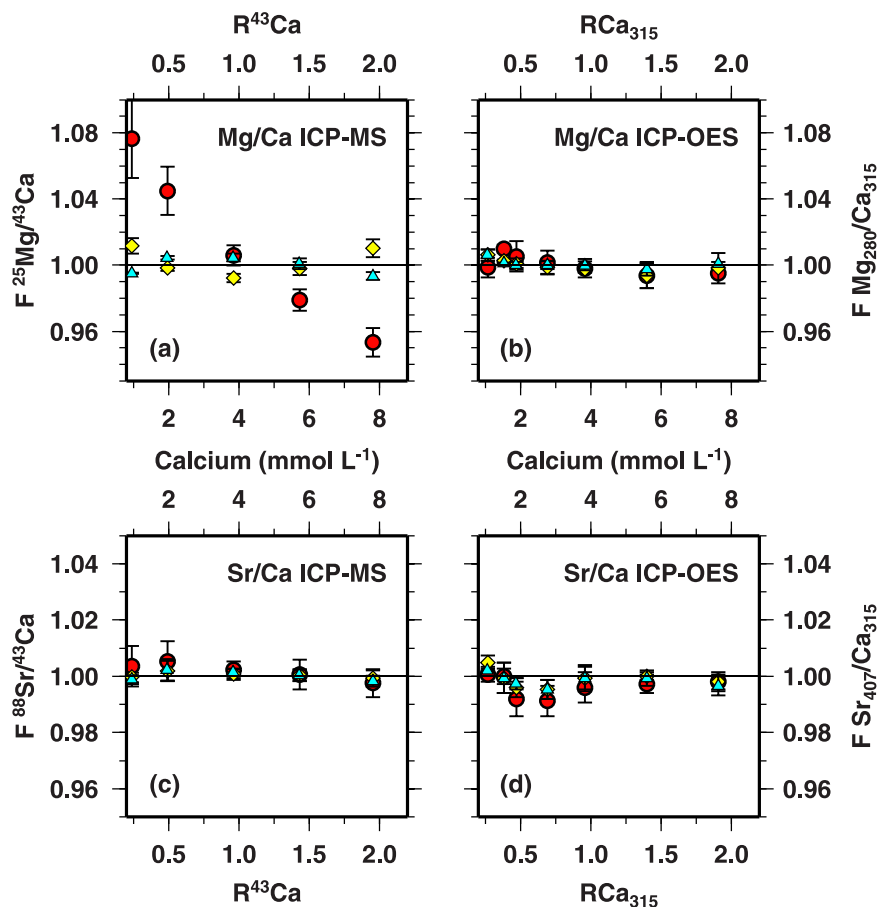 R⁴³Ca
RCa₃₁₅
0.5 1.0 1.5 2.0
0.5 1.0 1.5 2.0
1.08
1.04
1.00
0.96
F ²⁵Mg/⁴³Ca
Mg/Ca ICP-MS
(a)
Mg/Ca ICP-OES
(b)
1.08
1.04
1.00
0.96
F Mg₂₈₀/Ca₃₁₅
2 4 6 8
2 4 6 8
Calcium (mmol L⁻¹)
Calcium (mmol L⁻¹)
2 4 6 8
2 4 6 8
1.04
1.02
1.00
0.98
0.96
F ⁸⁸Sr/⁴³Ca
Sr/Ca ICP-MS
(c)
Sr/Ca ICP-OES
(d)
1.04
1.02
1.00
0.98
0.96
F Sr₄₀₇/Ca₃₁₅
0.5 1.0 1.5 2.0
0.5 1.0 1.5 2.0
R⁴³Ca
RCa₃₁₅